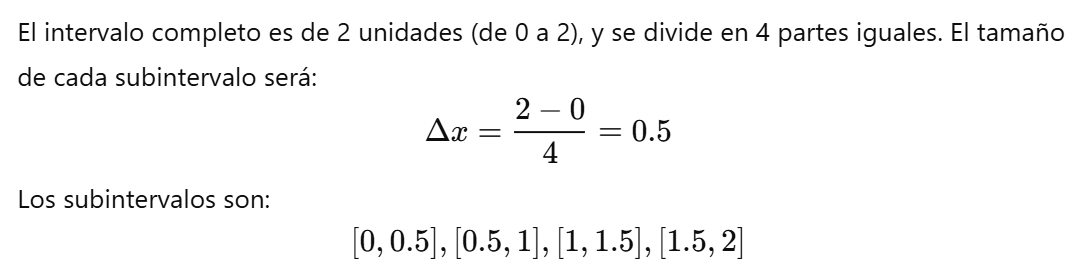 El intervalo completo es de 2 unidades (de 0 a 2), y se divide en 4 partes iguales. El tamaño
de cada subintervalo será:
Δx = \frac{2 − 0}{4} = 0.5
Los subintervalos son:
[0, 0.5], [0.5, 1], [1, 1.5], [1.5, 2]